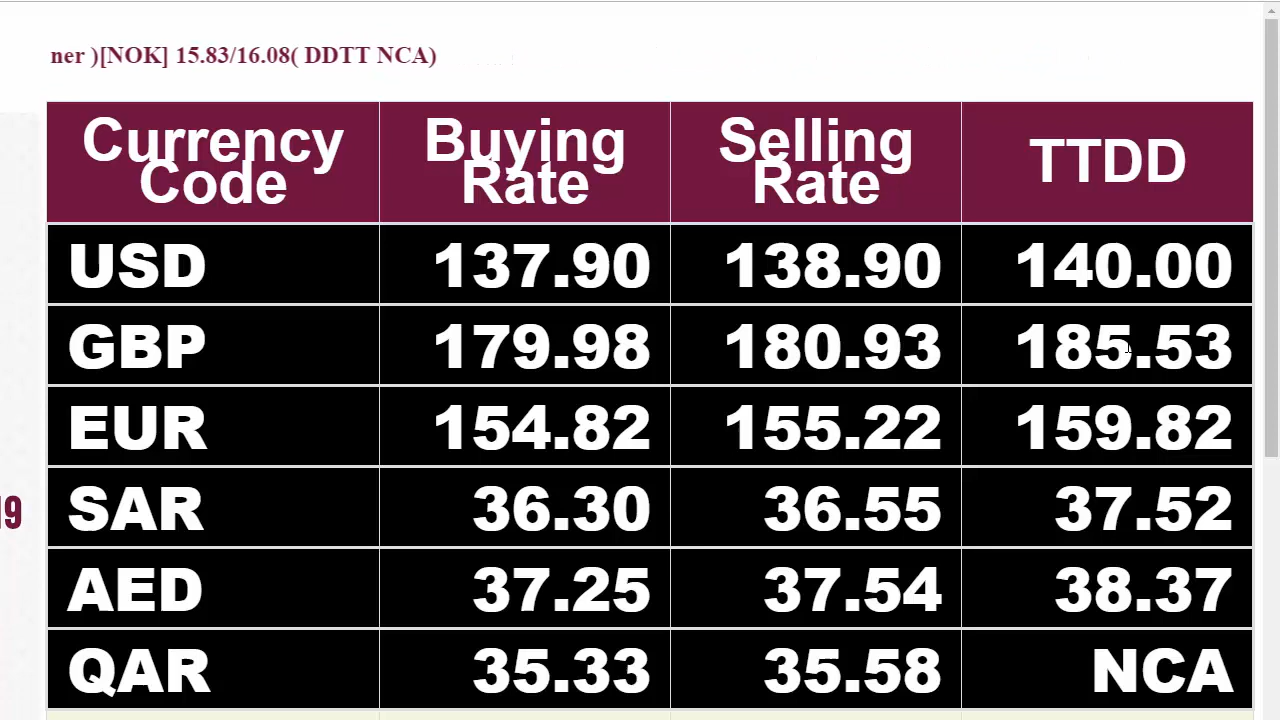 ner )[NOK] 15.83/16.08( DDTT NCA)
Currency Code Buying Rate Selling Rate TTDD
USD 137.90 138.90 140.00
GBP 179.98 180.93 185.53
EUR 154.82 155.22 159.82
SAR 36.30 36.55 37.52
19
AED 37.25 37.54 38.37
QAR 35.33 35.58 NCA